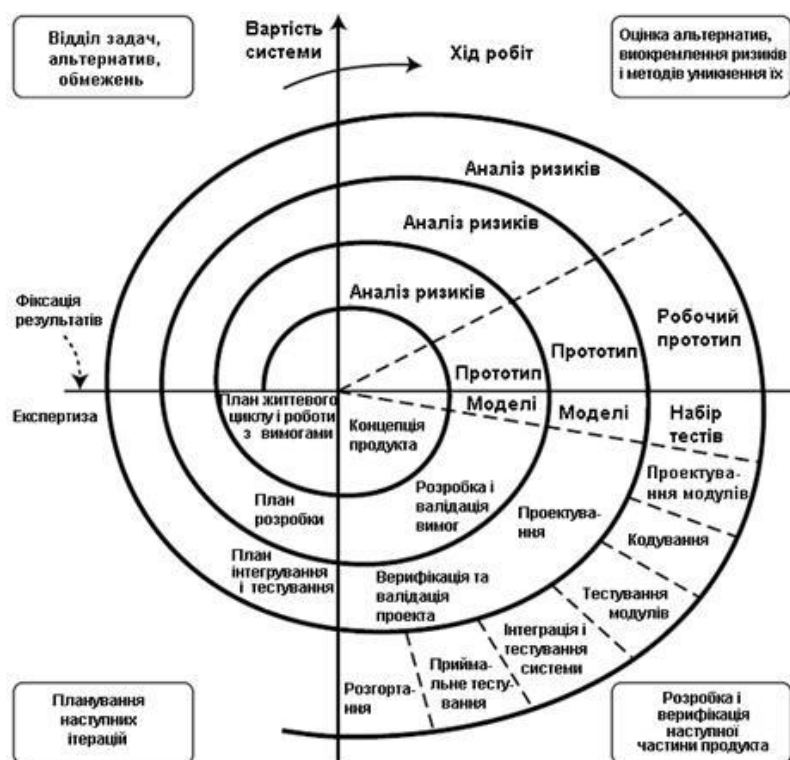 Відділ задач,
альтернатив,
обмежень
Вартість
системи
Хід робіт
Оцінка альтернатив,
виокремлення ризиків
і методів уникнення їх
Аналіз ризиків
Аналіз ризиків
Аналіз ризиків
Фіксація
результатів
Робочий
прототип
Прототип
Прототип
Експертиза
План життевого
циклу і роботи
з вимогами
Концепція
продукта
Моделі
Моделі
Набір
тестів
Проектува-
ння модулів
План
розробки
Розробка і
валідація
вимог
Проектува-
ння
Кодування
План
інтегрування
і тестування
Верифікація та
валідація
проекта
Тестування
модулів
Інтеграція і
тестування
системи
Приймa-
льне тесту-
вання
Розгорта-
ння
Планування
наступних
ітерацій
Розробка і
верифікація
наступної
частини продукта